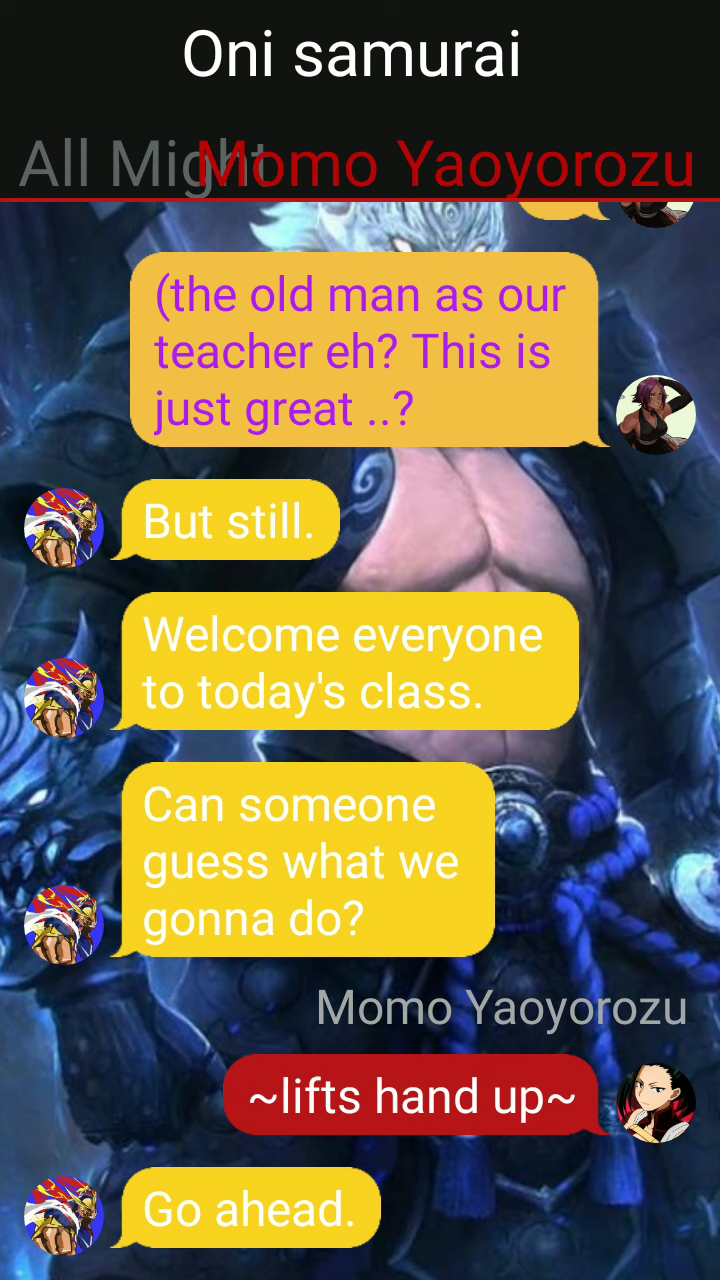 Oni samurai
All Might
Momo Yaoyorozu
(the old man as our
teacher eh? This is
just great ..?
But still.
Welcome everyone
to today's class.
Can someone
guess what we
gonna do?
Momo Yaoyorozu
~lifts hand up~
Go ahead.